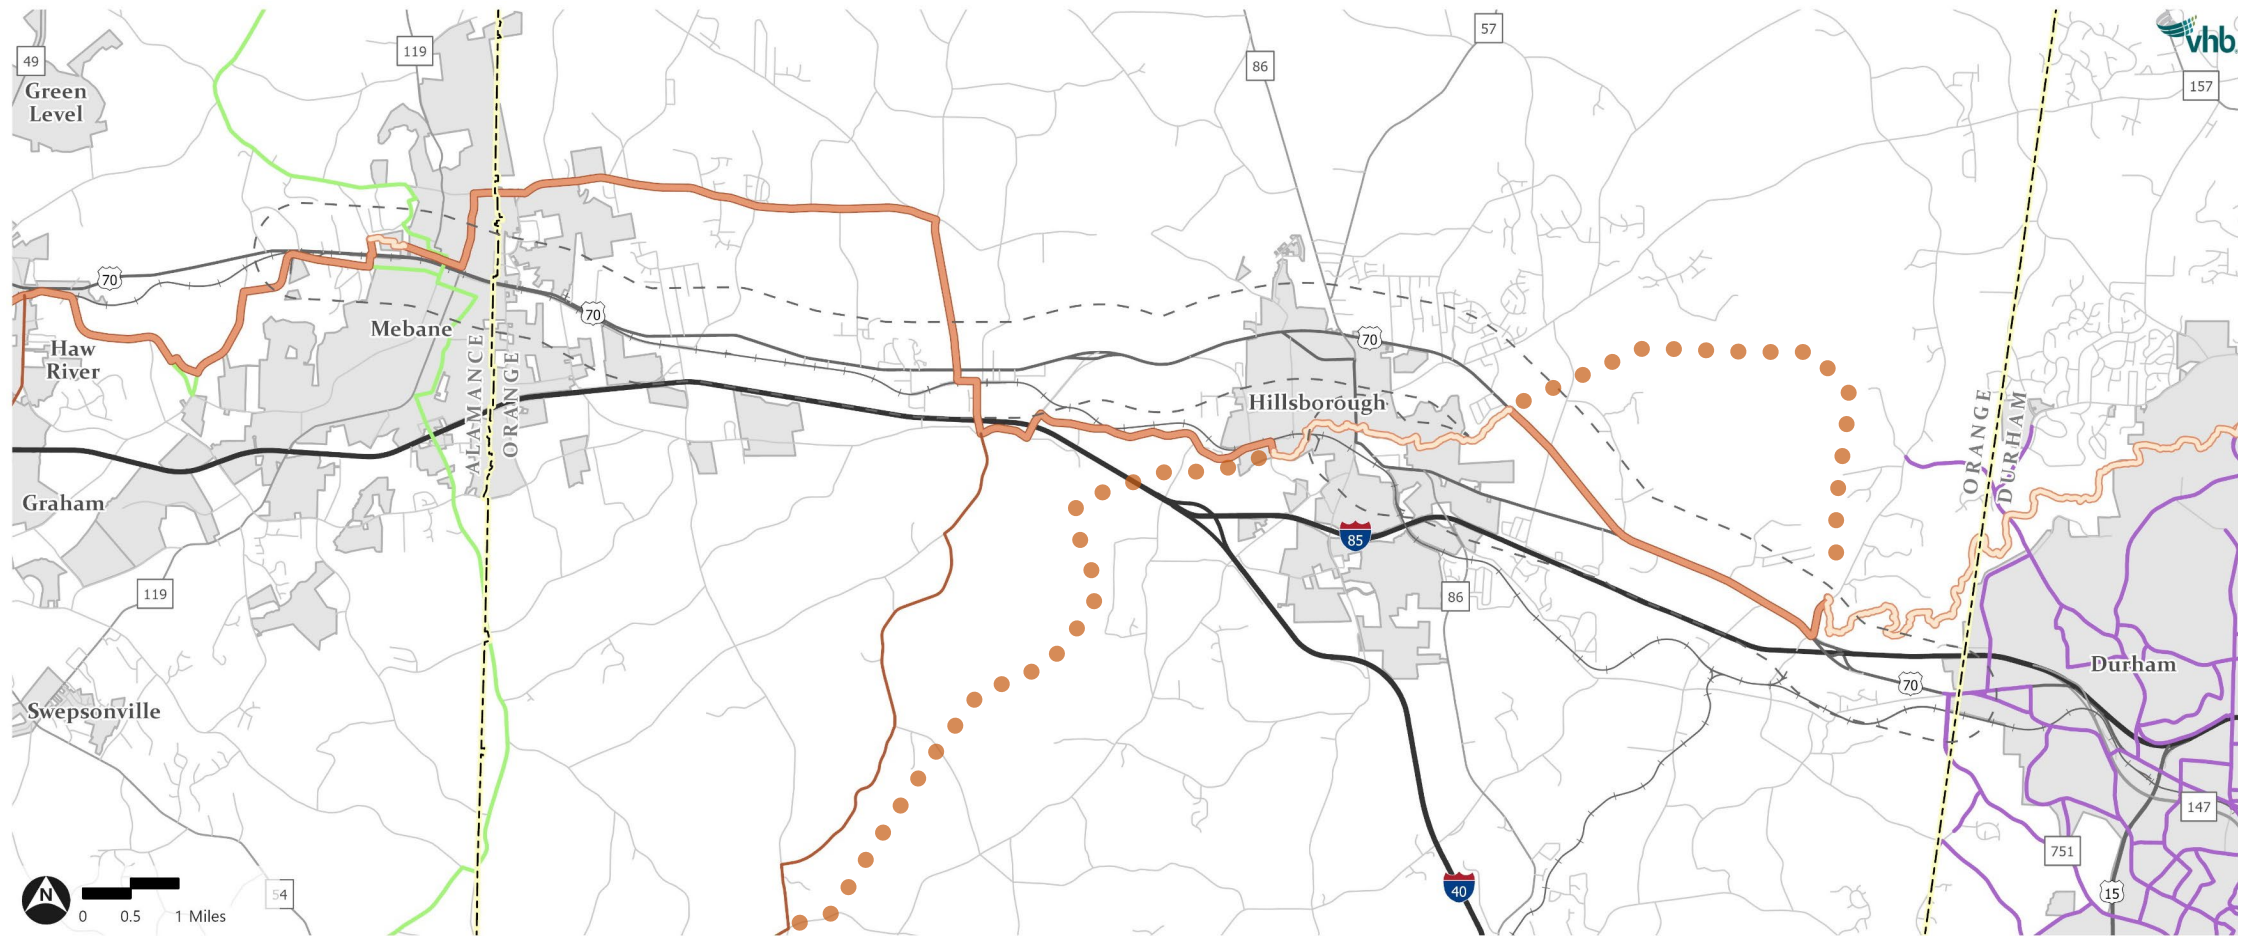 49
119
86
57
vhb
157
Green
Level
70
70
Mebane
70
Haw
River
ALAMANCE
ORANGE
Hillsborough
ORANGE
DURHAM
Graham
85
119
86
Durham
70
Swepsonville
147
751
54
40
15
N
0 0.5 1 Miles